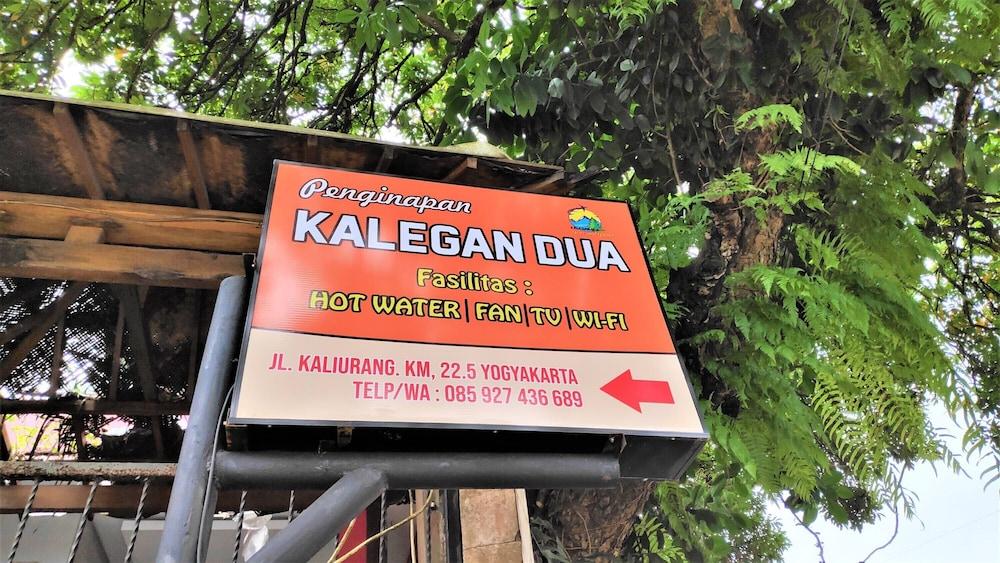 Penginapan
KALEGAN DUA
Fasilitas :
HOT WATER | FAN | TV | WI-FI
JL. KALIURANG. KM, 22.5 YOGYAKARTA
TELP/WA : 085 927 436 689